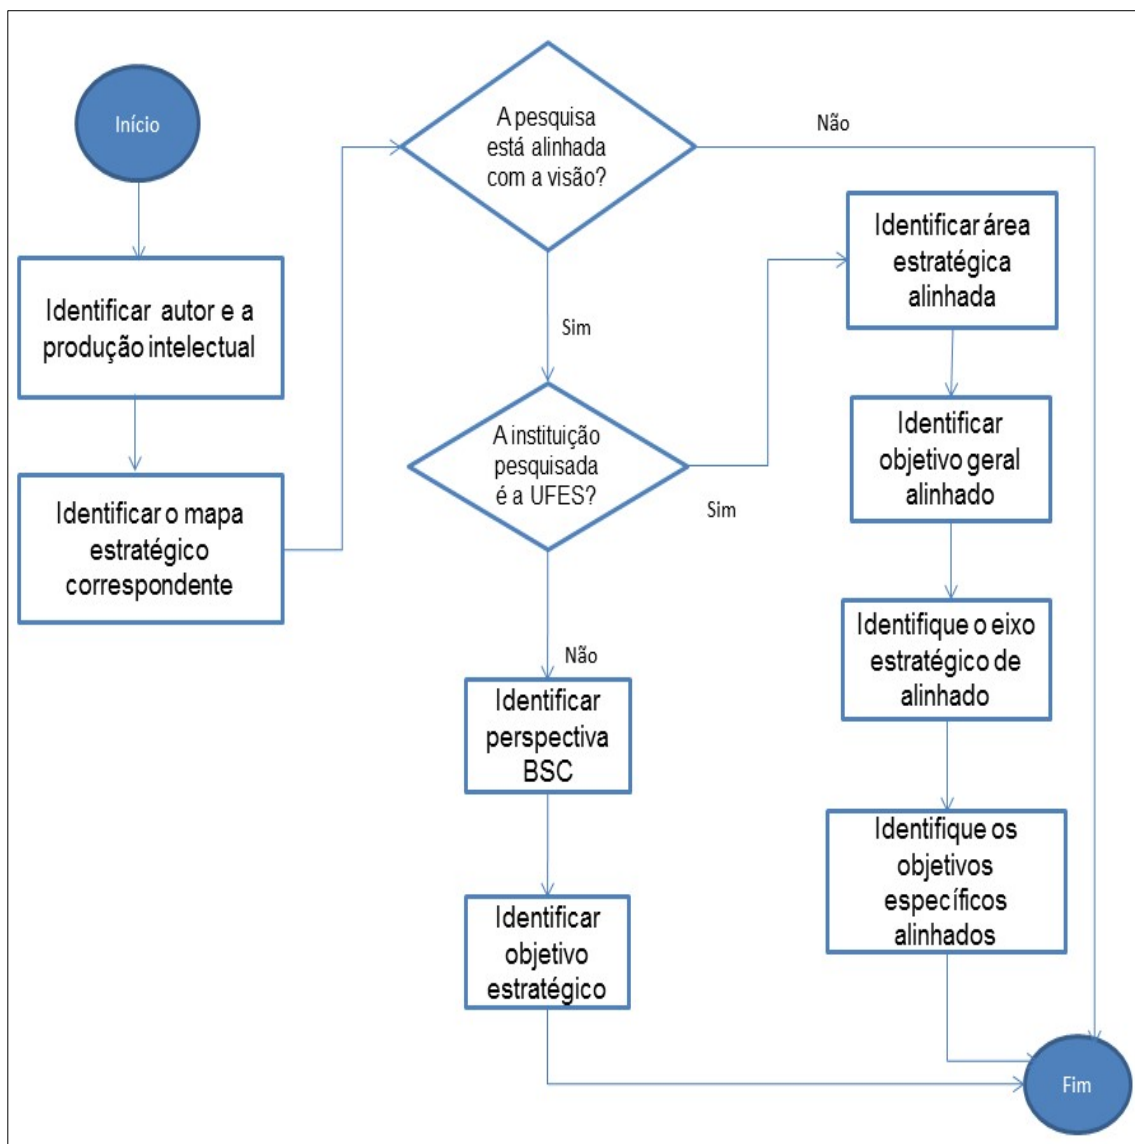 Início
Identificar autor e a
produção intelectual
Identificar o mapa
estratégico
correspondente
A pesquisa
está alinhada
com a visão?
Não
Sim
A instituição
pesquisada
é a UFES?
Sim
Não
Identificar
perspectiva
BSC
Identificar
objetivo
estratégico
Identificar área
estratégica
alinhada
Identificar
objetivo geral
alinhado
Identifique o eixo
estratégico de
alinhado
Identifique os
objetivos
específicos
alinhados
Fim